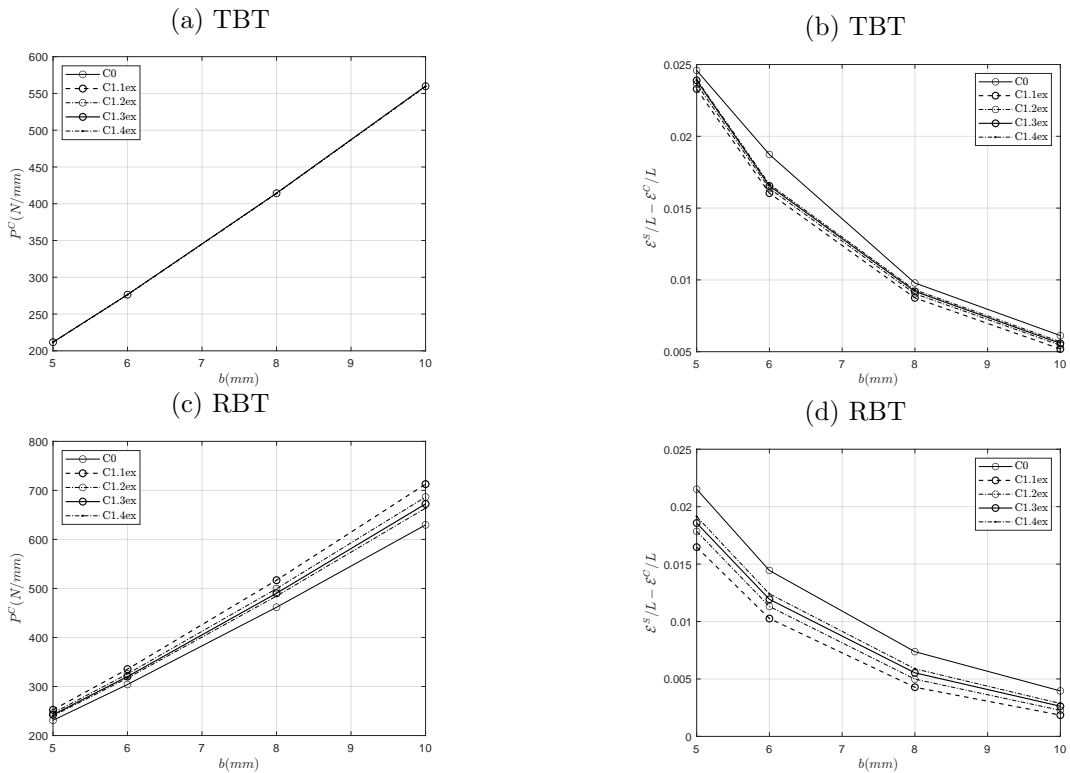 (a) TBT
600
550
500
450
400
350
300
250
200
5 6 7 8 9 10
P^C(N/mm)
b(mm)
C0
C1.1ex
C1.2ex
C1.3ex
C1.4ex
(b) TBT
0.025
0.02
0.015
0.01
0.005
5 6 7 8 9 10
ℰ^S/L − ℰ^C/L
b(mm)
C0
C1.1ex
C1.2ex
C1.3ex
C1.4ex
(c) RBT
800
700
600
500
400
300
200
5 6 7 8 9 10
P^C(N/mm)
b(mm)
C0
C1.1ex
C1.2ex
C1.3ex
C1.4ex
(d) RBT
0.025
0.02
0.015
0.01
0.005
0
5 6 7 8 9 10
ℰ^S/L − ℰ^C/L
b(mm)
C0
C1.1ex
C1.2ex
C1.3ex
C1.4ex